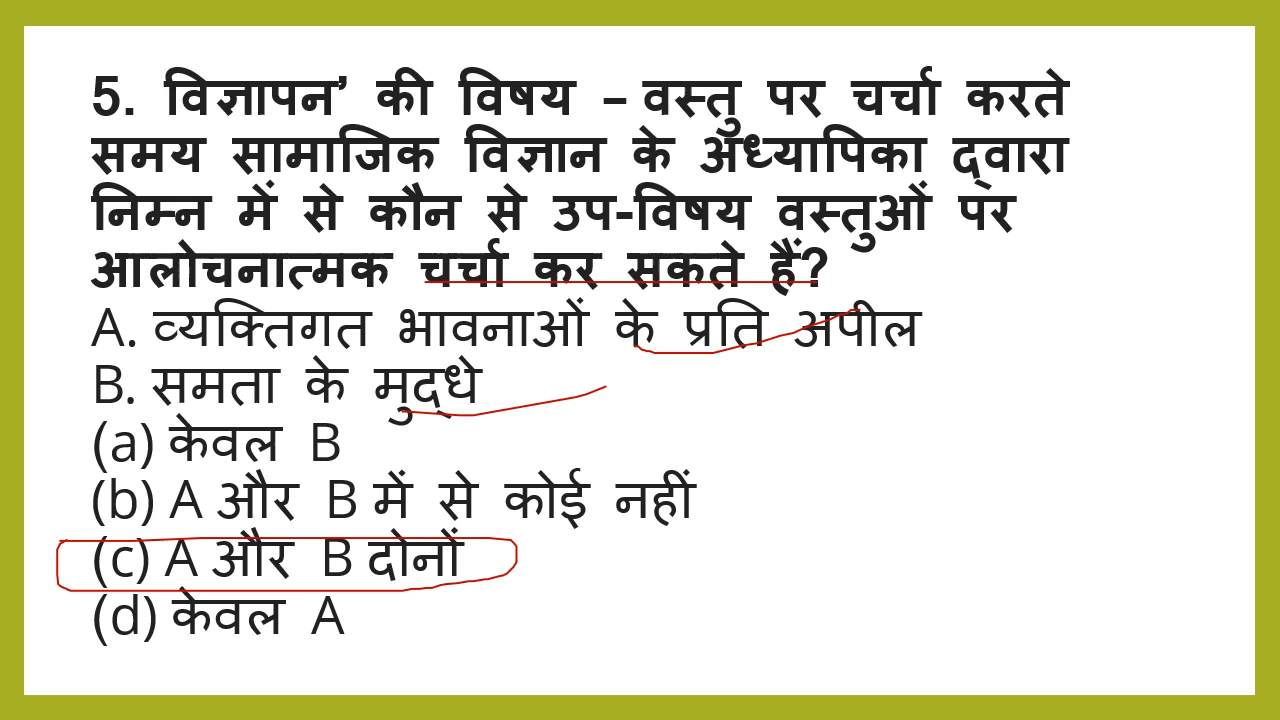 5. विज्ञापन’ की विषय – वस्तु पर चर्चा करते
समय सामाजिक विज्ञान के अध्यापिका द्वारा
निम्न में से कौन से उप-विषय वस्तुओं पर
आलोचनात्मक चर्चा कर सकते हैं?
A. व्यक्तिगत भावनाओं के प्रति अपील
B. समता के मुद्धे
(a) केवल B
(b) A और B में से कोई नहीं
(c) A और B दोनों
(d) केवल A